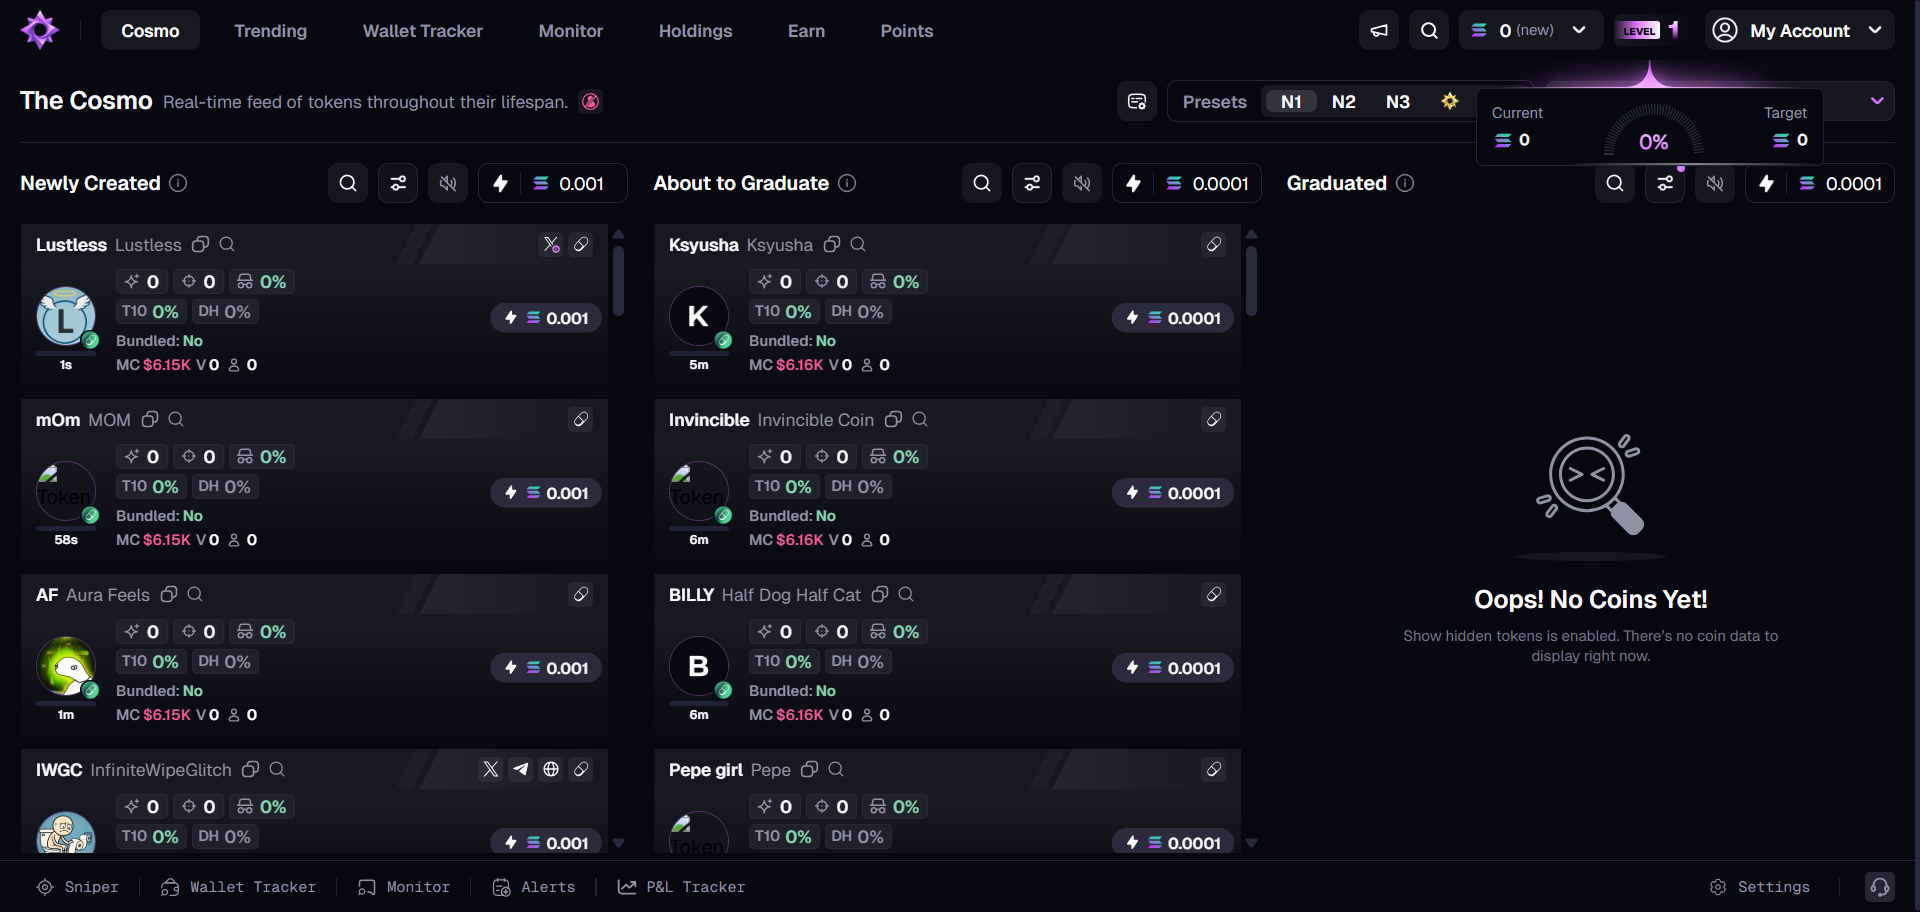 Cosmo
Trending
Wallet Tracker
Monitor
Holdings
Earn
Points
0 (new)
LEVEL 1
My Account
The Cosmo Real-time feed of tokens throughout their lifespan.
Presets N1 N2 N3
Current
0
0%
Target
0
Newly Created
0.001
Lustless Lustless
0 0 0%
T10 0% DH 0%
Bundled: No
MC $6.15K V 0 0
L
1s
0.001
mOm MOM
0 0 0%
T10 0% DH 0%
Bundled: No
MC $6.15K V 0 0
Token
58s
0.001
AF Aura Feels
0 0 0%
T10 0% DH 0%
Bundled: No
MC $6.15K V 0 0
1m
0.001
IWGC InfiniteWipeGlitch
0 0 0%
T10 0% DH 0%
0.001
About to Graduate
0.0001
Ksyusha Ksyusha
0 0 0%
T10 0% DH 0%
Bundled: No
MC $6.16K V 0 0
K
5m
0.0001
Invincible Invincible Coin
0 0 0%
T10 0% DH 0%
Bundled: No
MC $6.16K V 0 0
Token
6m
0.0001
BILLY Half Dog Half Cat
0 0 0%
T10 0% DH 0%
Bundled: No
MC $6.16K V 0 0
B
6m
0.0001
Pepe girl Pepe
0 0 0%
T10 0% DH 0%
Token
0.0001
Graduated
0.0001
Oops! No Coins Yet!
Show hidden tokens is enabled. There's no coin data to
display right now.
Sniper
Wallet Tracker
Monitor
Alerts
P&L Tracker
Settings